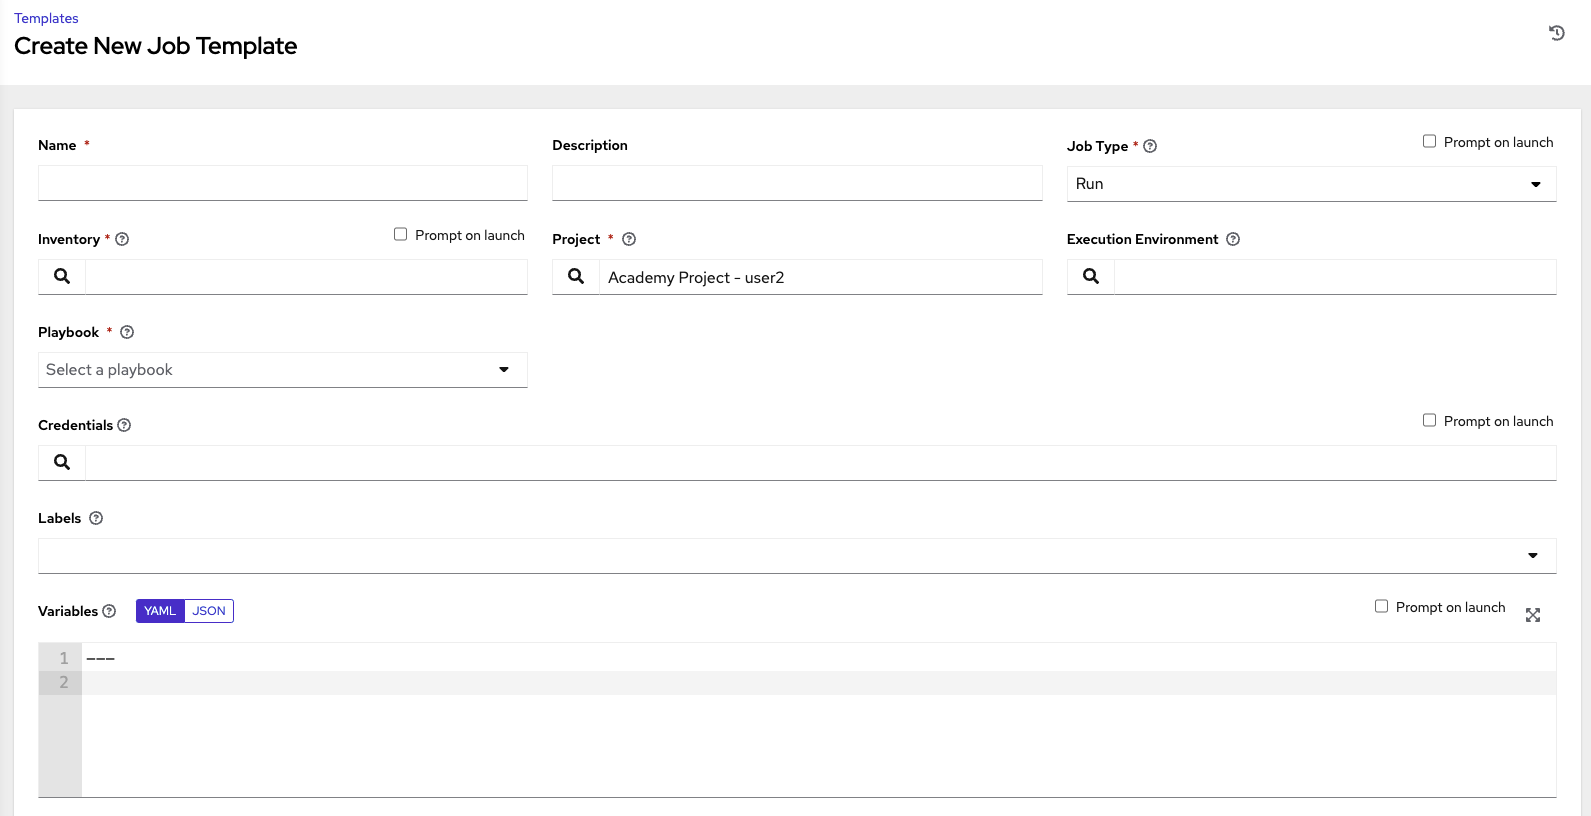 Templates
Create New Job Template
Name *
Description
Job Type *
Prompt on launch
Run
Inventory *
Prompt on launch
Project *
Execution Environment
Academy Project - user2
Playbook *
Select a playbook
Credentials
Prompt on launch
Labels
Variables
YAML JSON
Prompt on launch
1 ---
2